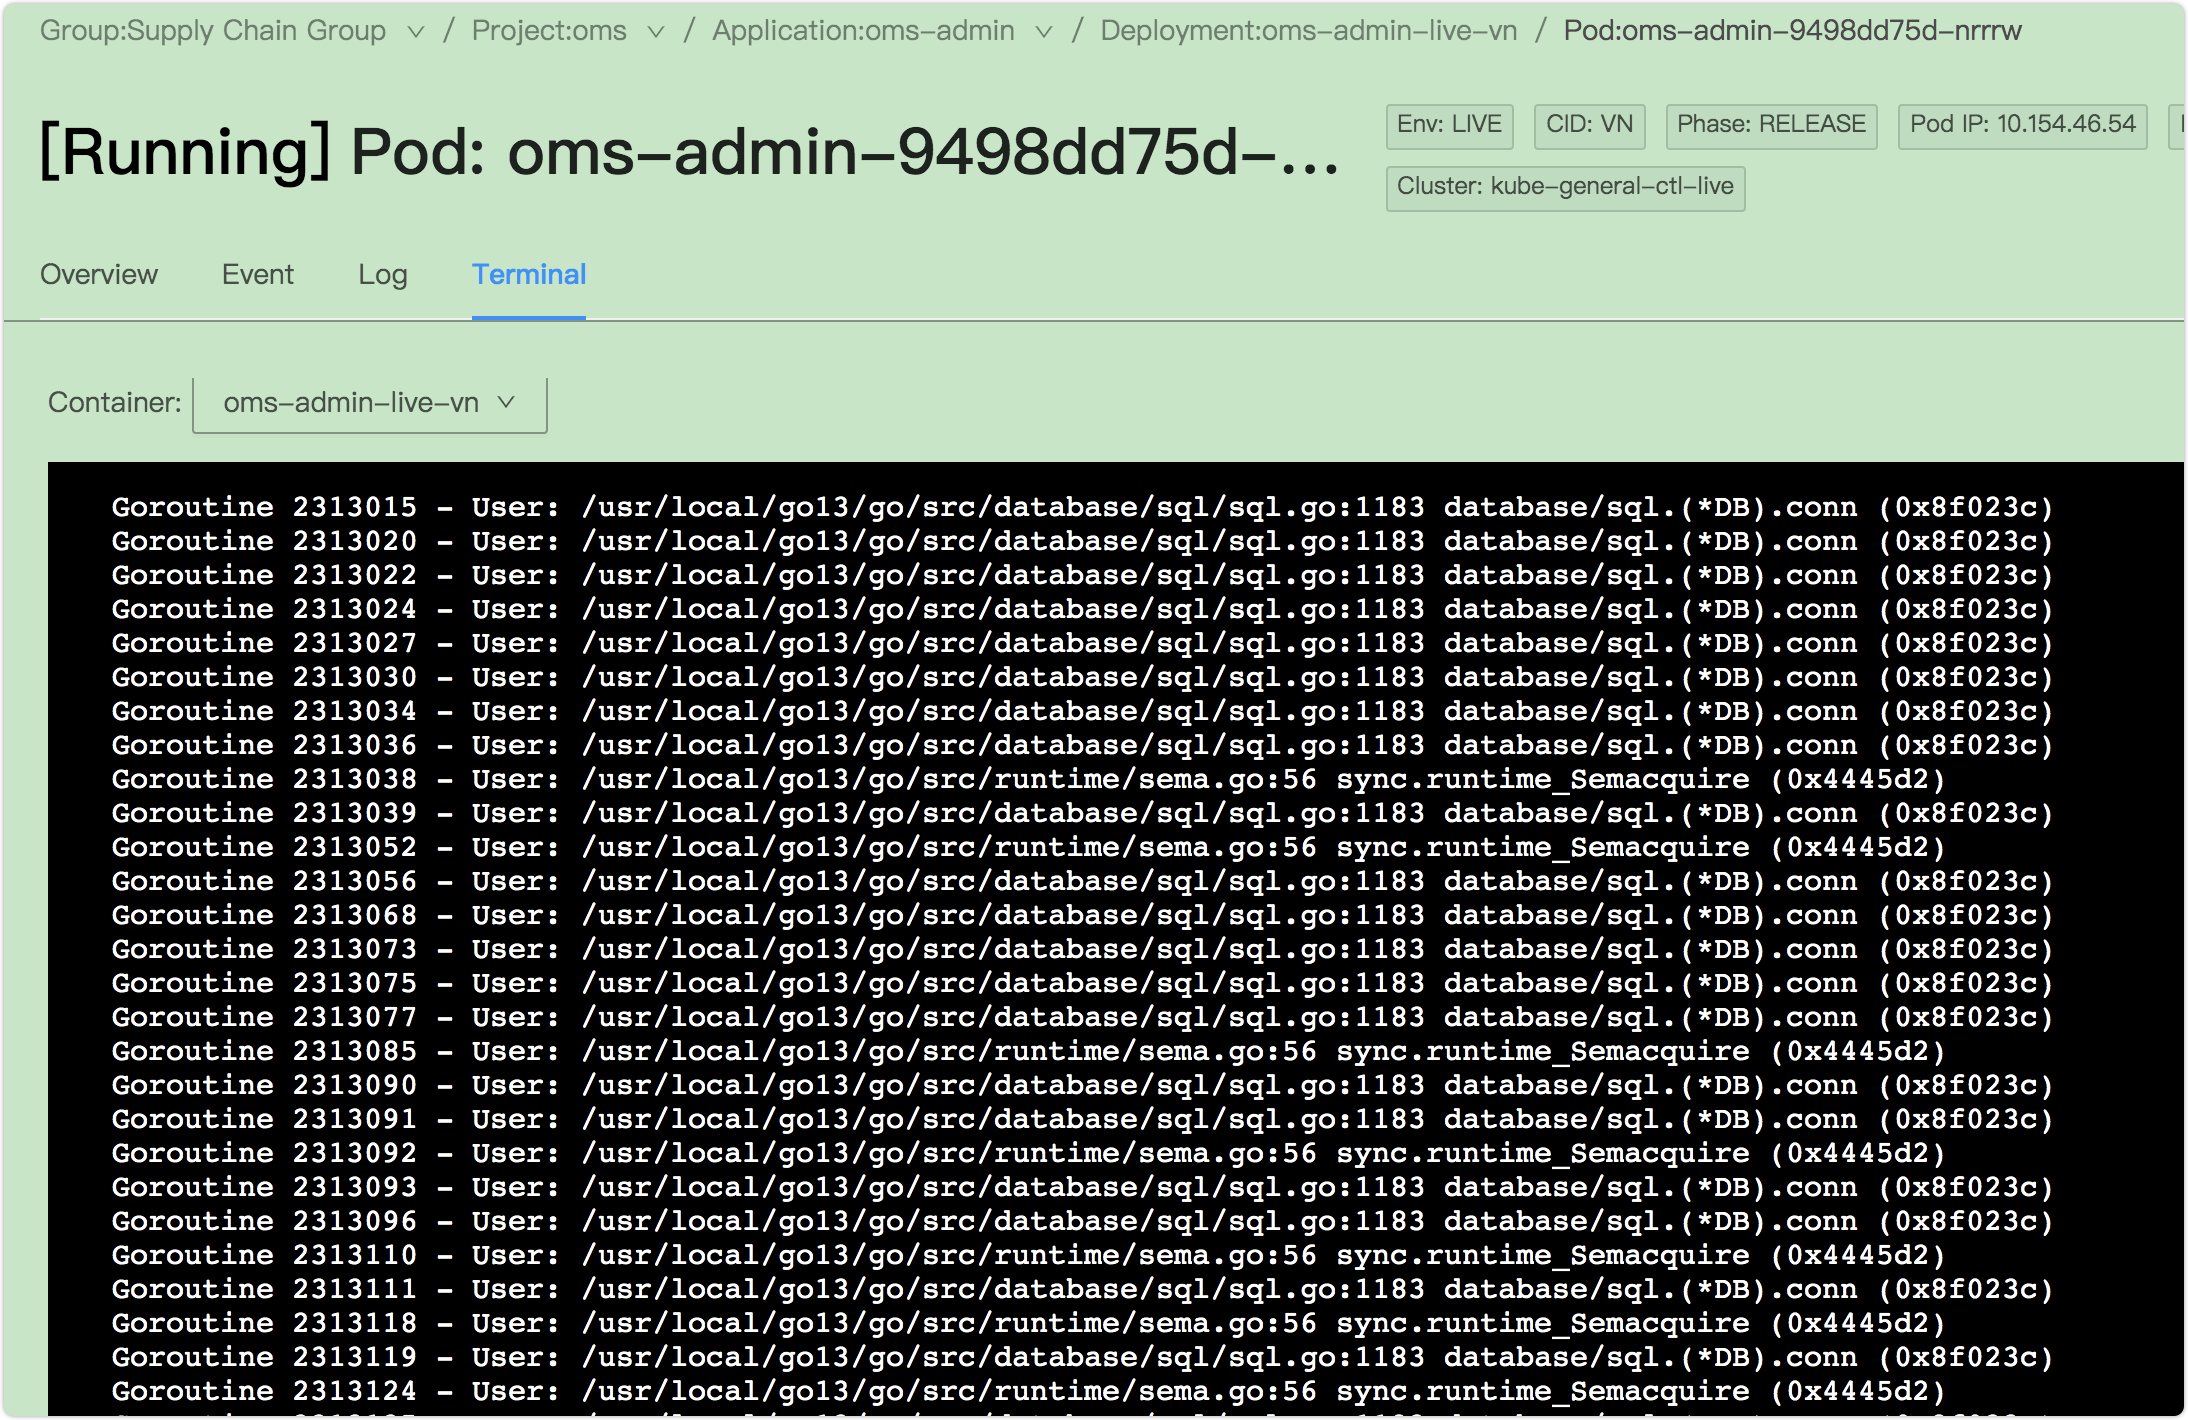 Group:Supply Chain Group / Project:oms / Application:oms-admin / Deployment:oms-admin-live-vn / Pod:oms-admin-9498dd75d-nrrrw
[Running] Pod: oms-admin-9498dd75d-...
Env: LIVE CID: VN Phase: RELEASE Pod IP: 10.154.46.54
Cluster: kube-general-ctl-live
Overview Event Log Terminal
Container: oms-admin-live-vn
Goroutine 2313015 - User: /usr/local/go13/go/src/database/sql/sql.go:1183 database/sql.(*DB).conn (0x8f023c)
Goroutine 2313020 - User: /usr/local/go13/go/src/database/sql/sql.go:1183 database/sql.(*DB).conn (0x8f023c)
Goroutine 2313022 - User: /usr/local/go13/go/src/database/sql/sql.go:1183 database/sql.(*DB).conn (0x8f023c)
Goroutine 2313024 - User: /usr/local/go13/go/src/database/sql/sql.go:1183 database/sql.(*DB).conn (0x8f023c)
Goroutine 2313027 - User: /usr/local/go13/go/src/database/sql/sql.go:1183 database/sql.(*DB).conn (0x8f023c)
Goroutine 2313030 - User: /usr/local/go13/go/src/database/sql/sql.go:1183 database/sql.(*DB).conn (0x8f023c)
Goroutine 2313034 - User: /usr/local/go13/go/src/database/sql/sql.go:1183 database/sql.(*DB).conn (0x8f023c)
Goroutine 2313036 - User: /usr/local/go13/go/src/database/sql/sql.go:1183 database/sql.(*DB).conn (0x8f023c)
Goroutine 2313038 - User: /usr/local/go13/go/src/runtime/sema.go:56 sync.runtime_Semacquire (0x4445d2)
Goroutine 2313039 - User: /usr/local/go13/go/src/database/sql/sql.go:1183 database/sql.(*DB).conn (0x8f023c)
Goroutine 2313052 - User: /usr/local/go13/go/src/runtime/sema.go:56 sync.runtime_Semacquire (0x4445d2)
Goroutine 2313056 - User: /usr/local/go13/go/src/database/sql/sql.go:1183 database/sql.(*DB).conn (0x8f023c)
Goroutine 2313068 - User: /usr/local/go13/go/src/database/sql/sql.go:1183 database/sql.(*DB).conn (0x8f023c)
Goroutine 2313073 - User: /usr/local/go13/go/src/database/sql/sql.go:1183 database/sql.(*DB).conn (0x8f023c)
Goroutine 2313075 - User: /usr/local/go13/go/src/database/sql/sql.go:1183 database/sql.(*DB).conn (0x8f023c)
Goroutine 2313077 - User: /usr/local/go13/go/src/database/sql/sql.go:1183 database/sql.(*DB).conn (0x8f023c)
Goroutine 2313085 - User: /usr/local/go13/go/src/runtime/sema.go:56 sync.runtime_Semacquire (0x4445d2)
Goroutine 2313090 - User: /usr/local/go13/go/src/database/sql/sql.go:1183 database/sql.(*DB).conn (0x8f023c)
Goroutine 2313091 - User: /usr/local/go13/go/src/database/sql/sql.go:1183 database/sql.(*DB).conn (0x8f023c)
Goroutine 2313092 - User: /usr/local/go13/go/src/runtime/sema.go:56 sync.runtime_Semacquire (0x4445d2)
Goroutine 2313093 - User: /usr/local/go13/go/src/database/sql/sql.go:1183 database/sql.(*DB).conn (0x8f023c)
Goroutine 2313096 - User: /usr/local/go13/go/src/database/sql/sql.go:1183 database/sql.(*DB).conn (0x8f023c)
Goroutine 2313110 - User: /usr/local/go13/go/src/runtime/sema.go:56 sync.runtime_Semacquire (0x4445d2)
Goroutine 2313111 - User: /usr/local/go13/go/src/database/sql/sql.go:1183 database/sql.(*DB).conn (0x8f023c)
Goroutine 2313118 - User: /usr/local/go13/go/src/runtime/sema.go:56 sync.runtime_Semacquire (0x4445d2)
Goroutine 2313119 - User: /usr/local/go13/go/src/database/sql/sql.go:1183 database/sql.(*DB).conn (0x8f023c)
Goroutine 2313124 - User: /usr/local/go13/go/src/runtime/sema.go:56 sync.runtime_Semacquire (0x4445d2)